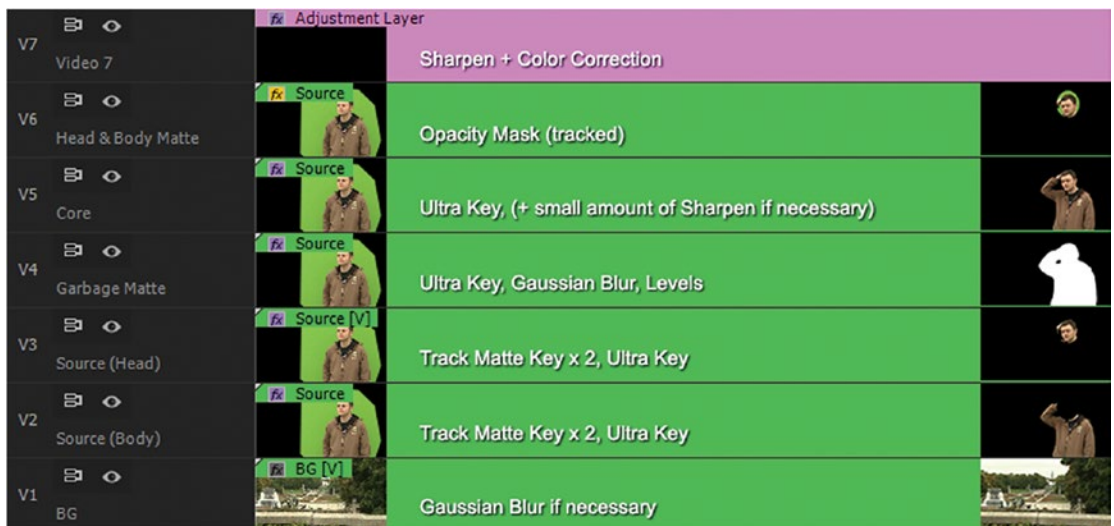 fx Adjustment Layer
V7
Video 7
Sharpen + Color Correction
fx Source
V6
Head & Body Matte
Opacity Mask (tracked)
fx Source
V5
Core
Ultra Key, (+ small amount of Sharpen if necessary)
fx Source
V4
Garbage Matte
Ultra Key, Gaussian Blur, Levels
fx Source [V]
V3
Source (Head)
Track Matte Key x 2, Ultra Key
fx Source
V2
Source (Body)
Track Matte Key x 2, Ultra Key
fx BG [V]
V1
BG
Gaussian Blur if necessary